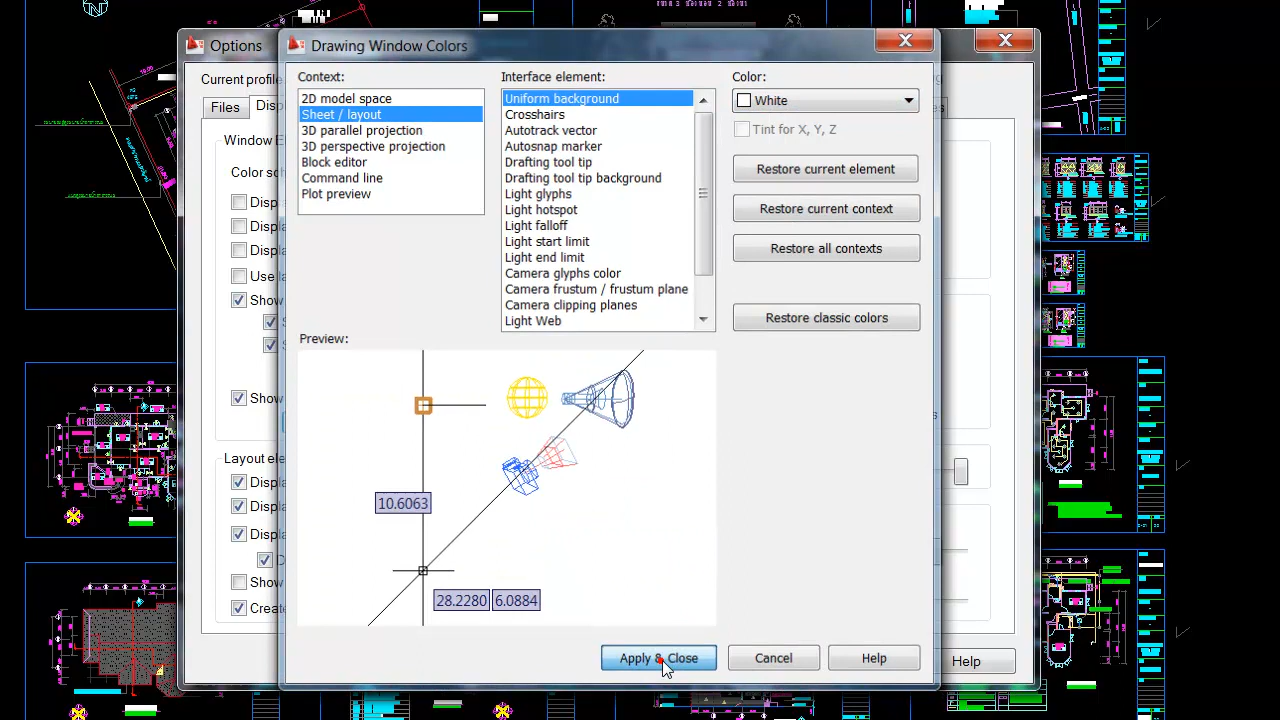 Options
Drawing Window Colors
Current profile
Files
Disp
Window E
Color sc
Disp
Disp
Disp
Use la
Show
Show
Layout ele
Displ
Displ
Displ
Show
Create
Context:
2D model space
Sheet / layout
3D parallel projection
3D perspective projection
Block editor
Command line
Plot preview
Interface element:
Uniform background
Crosshairs
Autotrack vector
Autosnap marker
Drafting tool tip
Drafting tool tip background
Light glyphs
Light hotspot
Light falloff
Light start limit
Light end limit
Camera glyphs color
Camera frustum / frustum plane
Camera clipping planes
Light Web
Color:
White
Tint for X, Y, Z
Restore current element
Restore current context
Restore all contexts
Restore classic colors
Preview:
10.6063
28.2280 6.0884
Apply & Close
Cancel
Help
Help